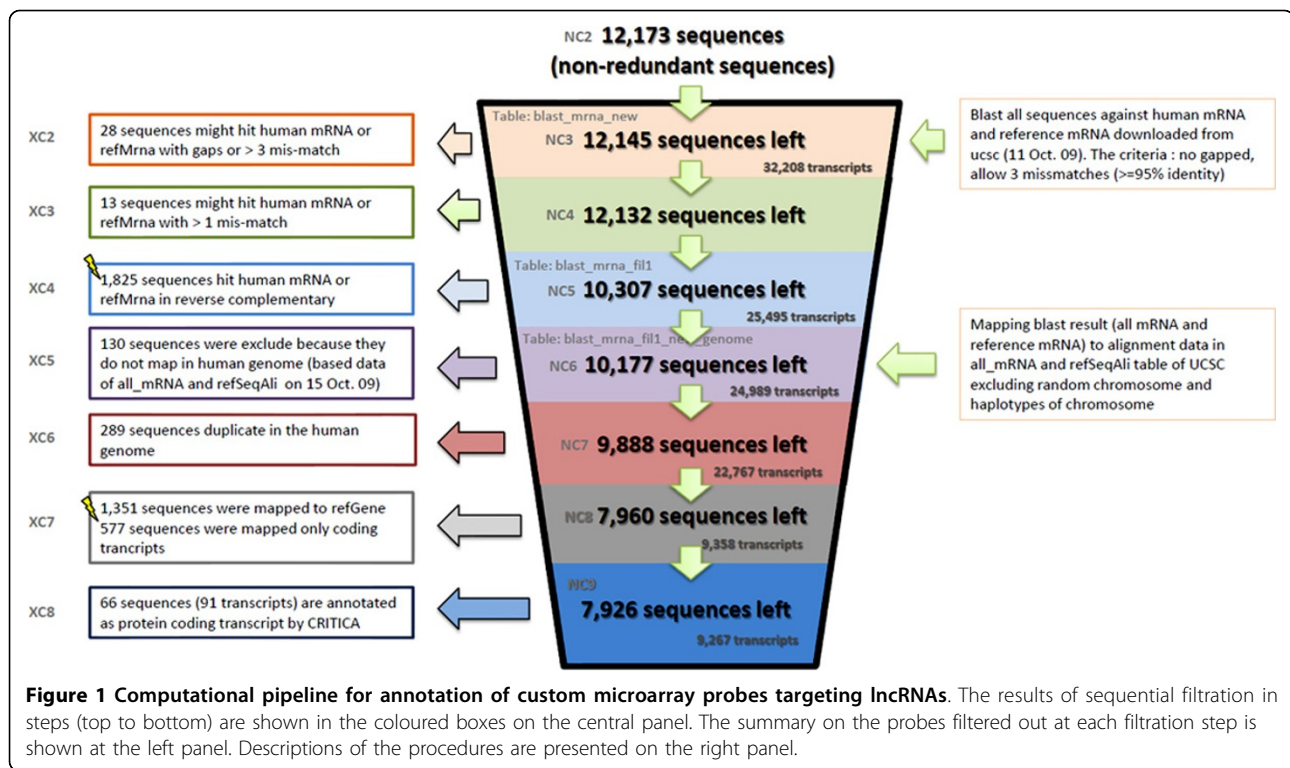 NC2 12,173 sequences
(non-redundant sequences)
Table: blast_mrna_new
NC3 12,145 sequences left
32,208 transcripts
XC2
28 sequences might hit human mRNA or
refMrna with gaps or > 3 mis-match
Blast all sequences against human mRNA
and reference mRNA downloaded from
ucsc (11 Oct. 09). The criteria : no gapped,
allow 3 missmatches (>=95% identity)
XC3
13 sequences might hit human mRNA or
refMrna with > 1 mis-match
NC4 12,132 sequences left
XC4
1,825 sequences hit human mRNA or
refMrna in reverse complementary
Table: blast_mrna_fil1
NC5 10,307 sequences left
25,495 transcripts
XC5
130 sequences were exclude because they
do not map in human genome (based data
of all_mRNA and refSeqAli on 15 Oct. 09)
Table: blast_mrna_fil1_new_genome
NC6 10,177 sequences left
24,989 transcripts
Mapping blast result (all mRNA and
reference mRNA) to alignment data in
all_mRNA and refSeqAli table of UCSC
excluding random chromosome and
haplotypes of chromosome
XC6
289 sequences duplicate in the human
genome
NC7 9,888 sequences left
22,767 transcripts
XC7
1,351 sequences were mapped to refGene
577 sequences were mapped only coding
trancripts
NC8 7,960 sequences left
9,358 transcripts
XC8
66 sequences (91 transcripts) are annotated
as protein coding transcript by CRITICA
NC9
7,926 sequences left
9,267 transcripts
Figure 1 Computational pipeline for annotation of custom microarray probes targeting lncRNAs. The results of sequential filtration in
steps (top to bottom) are shown in the coloured boxes on the central panel. The summary on the probes filtered out at each filtration step is
shown at the left panel. Descriptions of the procedures are presented on the right panel.